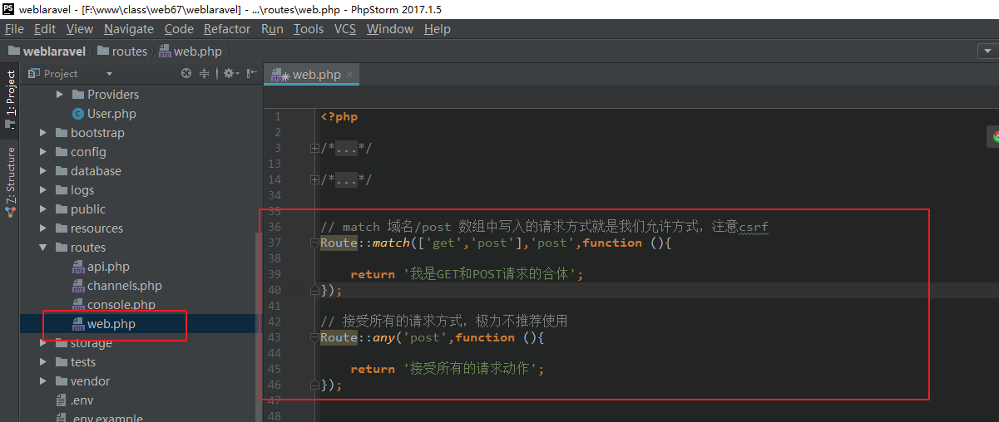 weblaravel - [F:\www\class\web67\weblaravel] - ...\routes\web.php - PhpStorm 2017.1.5
File Edit View Navigate Code Refactor Run Tools VCS Window Help
weblaravel routes web.php
1: Project
7: Structure
Project
Providers
User.php
bootstrap
config
database
logs
public
resources
routes
api.php
channels.php
console.php
web.php
storage
tests
vendor
.env
.env.example
web.php
1 <?php
2
3 /*...*/
13
14 /*...*/
34
35
36 // match 域名/post 数组中写入的请求方式就是我们允许方式，注意csrf
37 Route::match(['get','post'],'post',function (){
38
39 return '我是GET和POST请求的合体';
40 });
41
42 // 接受所有的请求方式，极力不推荐使用
43 Route::any('post',function (){
44
45 return '接受所有的请求动作';
46 });
47
48